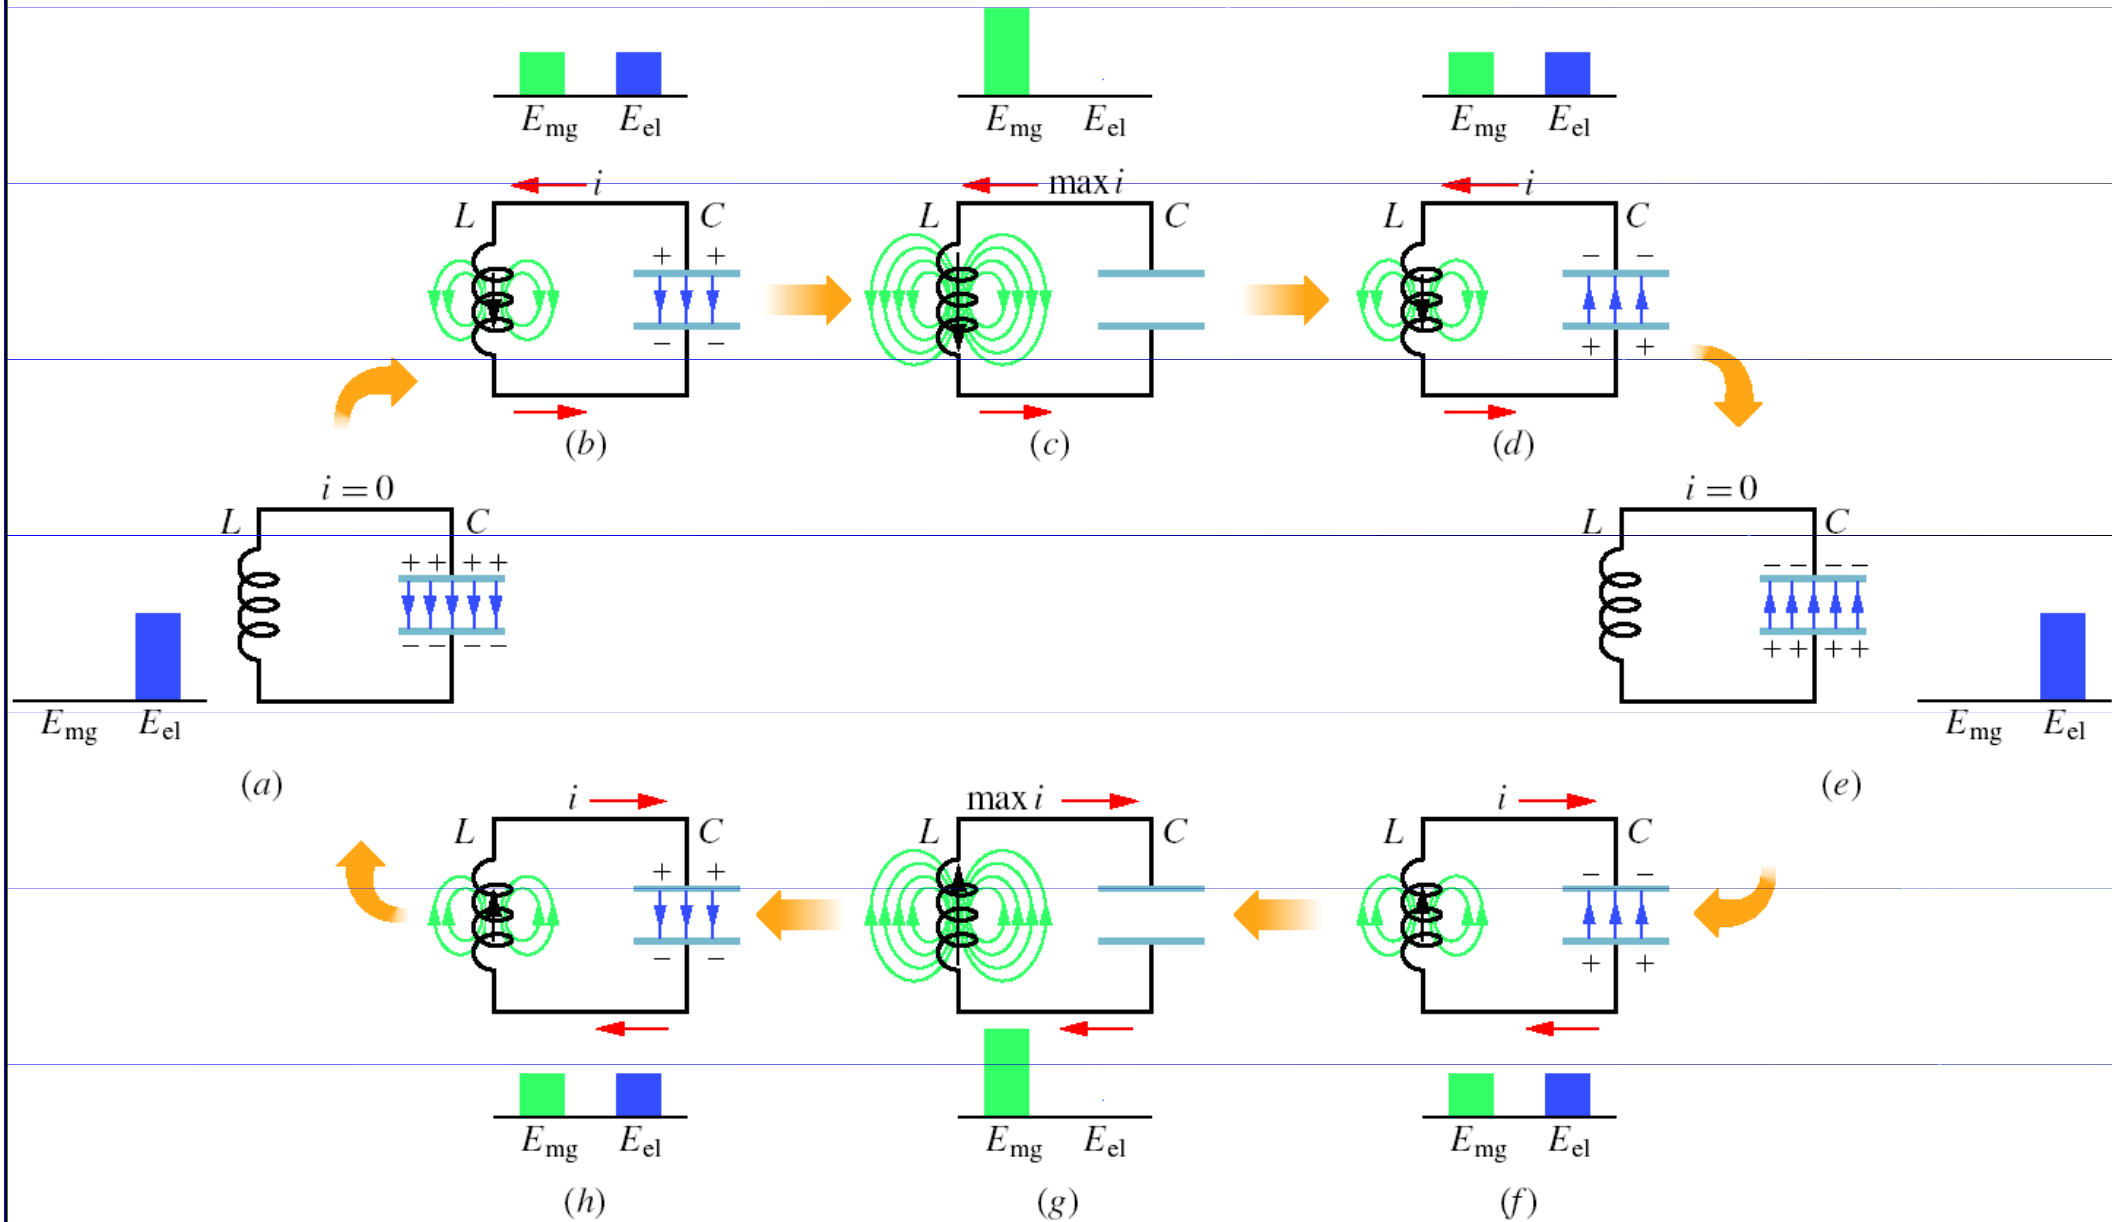 E_mg E_el
E_mg E_el
E_mg E_el
i
max i
i
L C
L C
L C
+ +
− −
− −
+ +
(b)
(c)
(d)
i = 0
i = 0
L C
L C
+ + + +
− − − −
− − − −
+ + + +
E_mg E_el
E_mg E_el
(a)
(e)
i
max i
i
L C
L C
L C
+ +
− −
− −
+ +
E_mg E_el
E_mg E_el
E_mg E_el
(h)
(g)
(f)